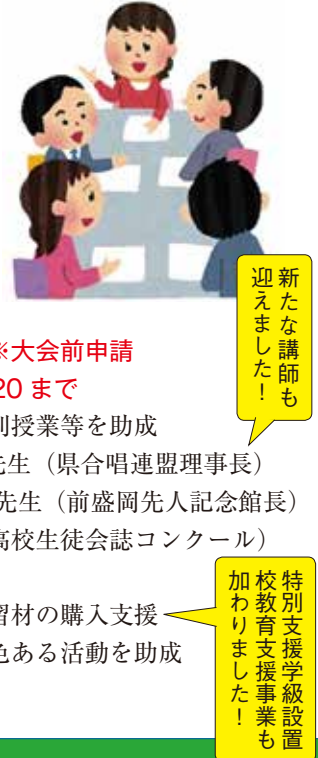 新たな講師も
迎えました！
※大会前申請
20 まで
別授業等を助成
先生（県合唱連盟理事長）
先生（前盛岡先人記念館長）
高校生徒会誌コンクール）
特別支援学級設置
校教育支援事業も
加わりました！
習材の購入支援
色ある活動を助成